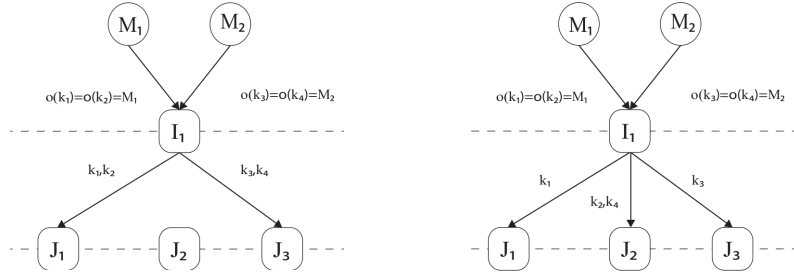 M₁ M₂ M₁ M₂
o(k₁)=o(k₂)=M₁ o(k₃)=o(k₄)=M₂ o(k₁)=o(k₂)=M₁ o(k₃)=o(k₄)=M₂
I₁ I₁
k₁,k₂ k₃,k₄ k₁ k₂,k₄ k₃
J₁ J₂ J₃ J₁ J₂ J₃